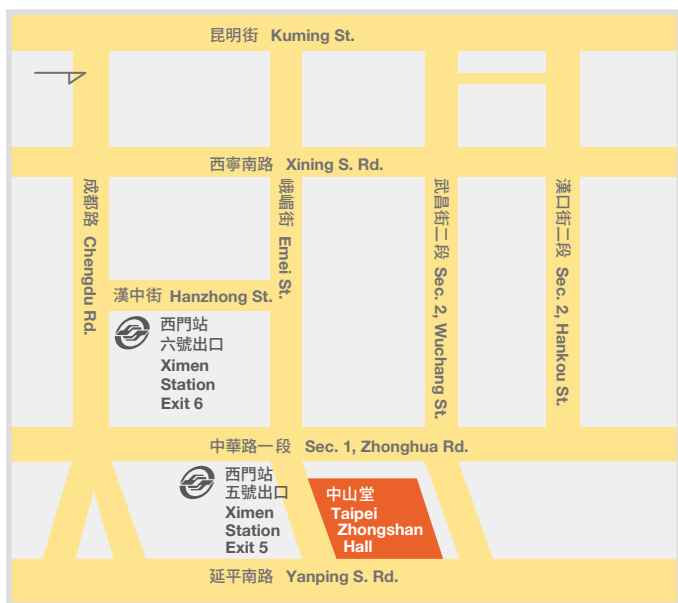 昆明街 Kuming St.
西寧南路 Xining S. Rd.
成都路 Chengdu Rd.
峨嵋街 Emei St.
武昌街二段 Sec. 2, Wuchang St.
漢口街二段 Sec. 2, Hankou St.
漢中街 Hanzhong St.
西門站
六號出口
Ximen
Station
Exit 6
中華路一段 Sec. 1, Zhonghua Rd.
西門站
五號出口
Ximen
Station
Exit 5
中山堂
Taipei
Zhongshan
Hall
延平南路 Yanping S. Rd.